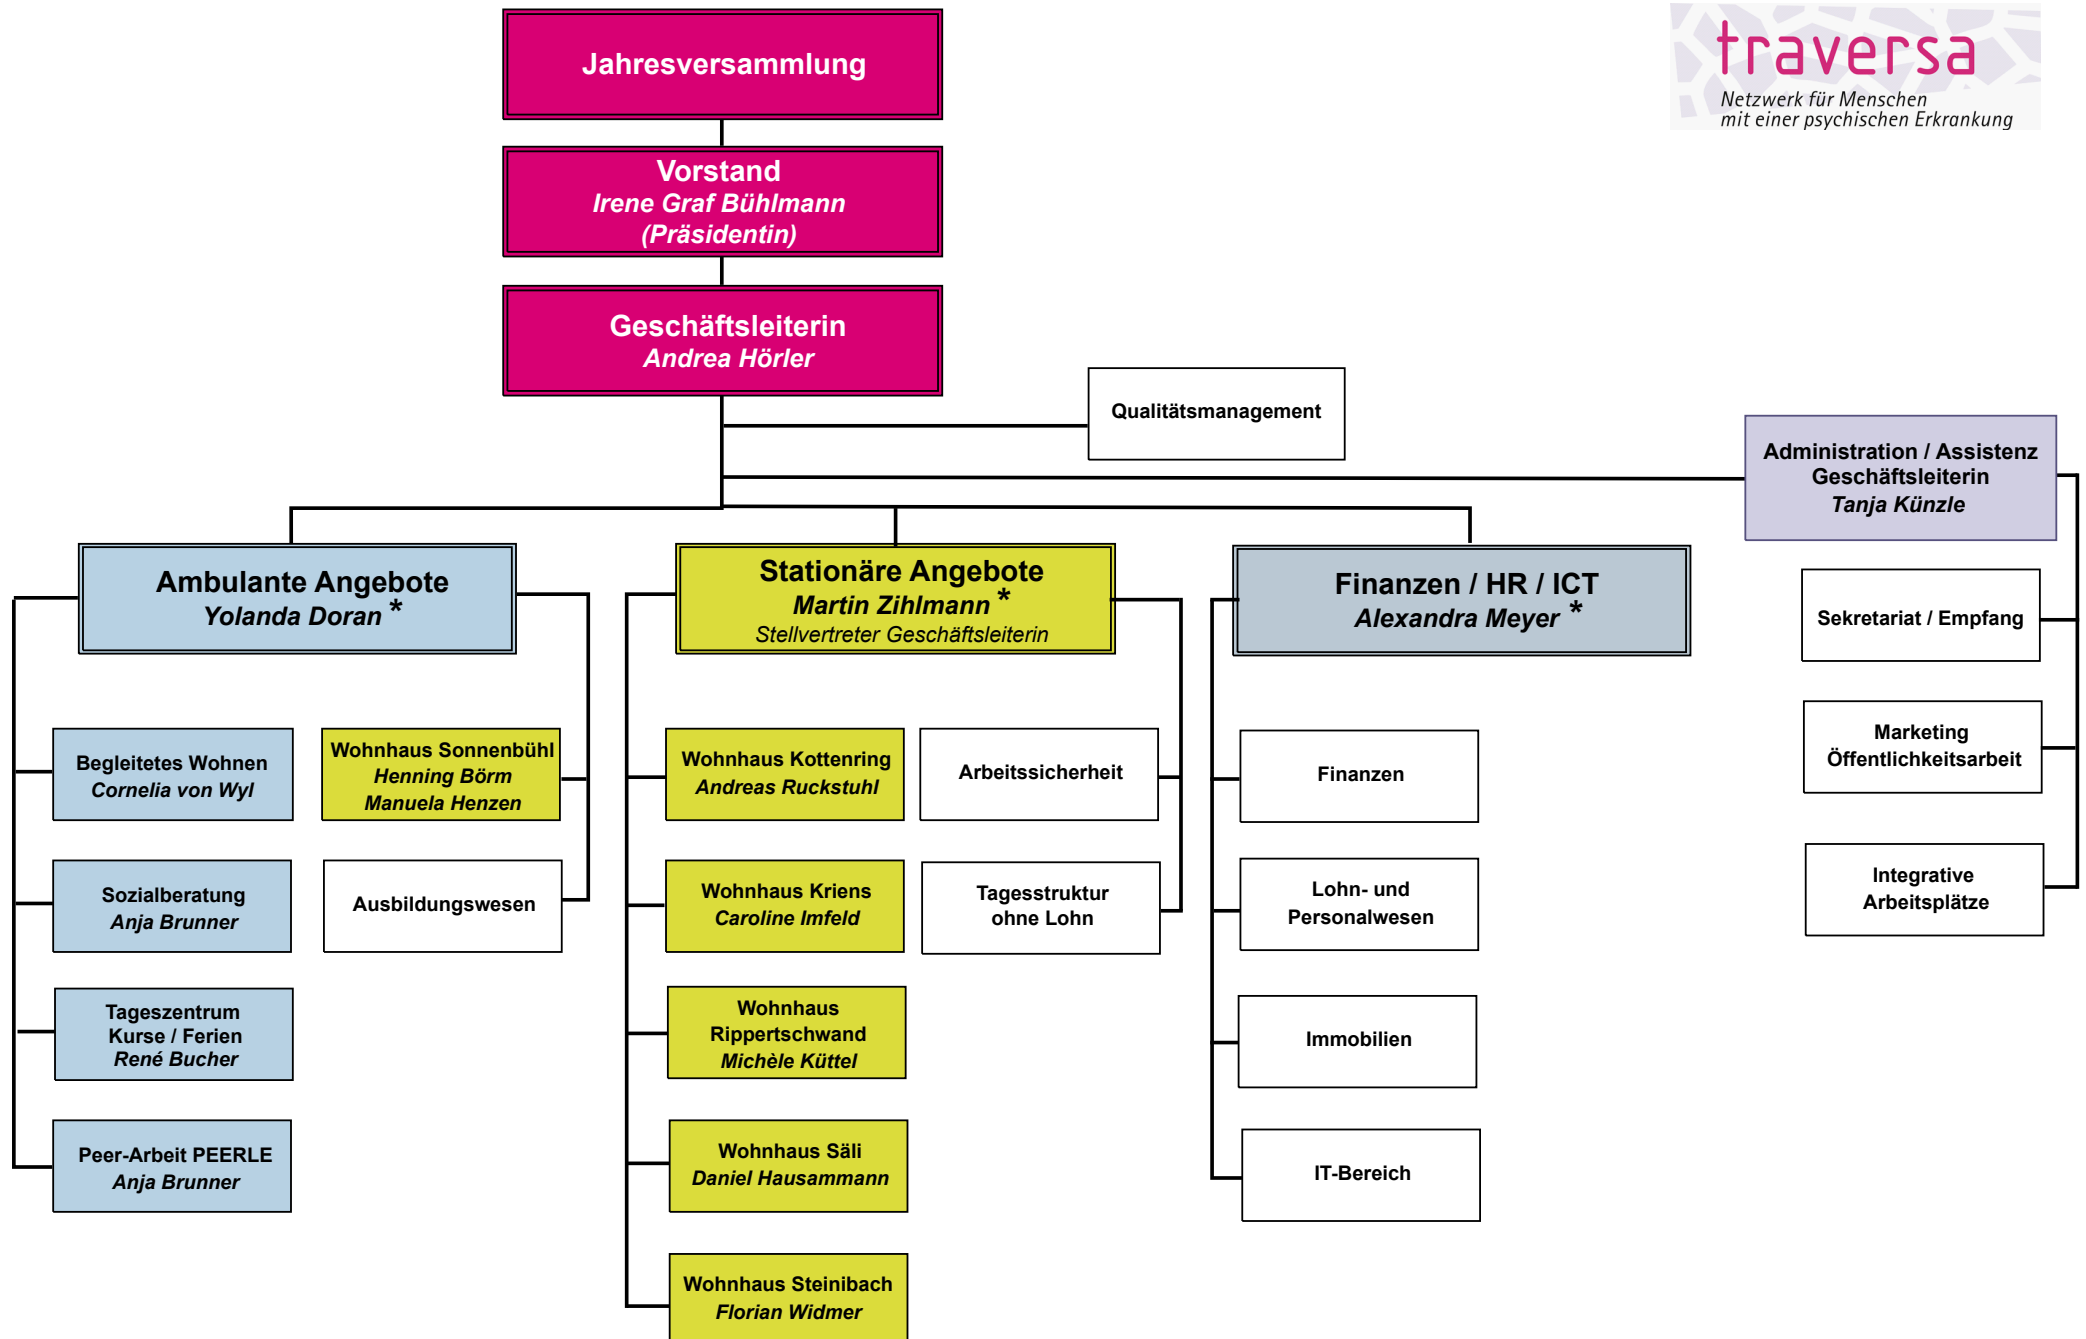 traversa
Netzwerk für Menschen
mit einer psychischen Erkrankung
Jahresversammlung
Vorstand
Irene Graf Bühlmann
(Präsidentin)
Geschäftsleiterin
Andrea Hörler
Qualitätsmanagement
Administration / Assistenz
Geschäftsleiterin
Tanja Künzle
Ambulante Angebote
Yolanda Doran *
Stationäre Angebote
Martin Zihlmann *
Stellvertreter Geschäftsleiterin
Finanzen / HR / ICT
Alexandra Meyer *
Sekretariat / Empfang
Marketing
Öffentlichkeitsarbeit
Integrative
Arbeitsplätze
Begleitetes Wohnen
Cornelia von Wyl
Sozialberatung
Anja Brunner
Tageszentrum
Kurse / Ferien
René Bucher
Peer-Arbeit PEERLE
Anja Brunner
Wohnhaus Sonnenbühl
Henning Börm
Manuela Henzen
Ausbildungswesen
Wohnhaus Kottenring
Andreas Ruckstuhl
Wohnhaus Kriens
Caroline Imfeld
Wohnhaus
Rippertschwand
Michèle Küttel
Wohnhaus Säli
Daniel Hausammann
Wohnhaus Steinibach
Florian Widmer
Arbeitssicherheit
Tagesstruktur
ohne Lohn
Finanzen
Lohn- und
Personalwesen
Immobilien
IT-Bereich